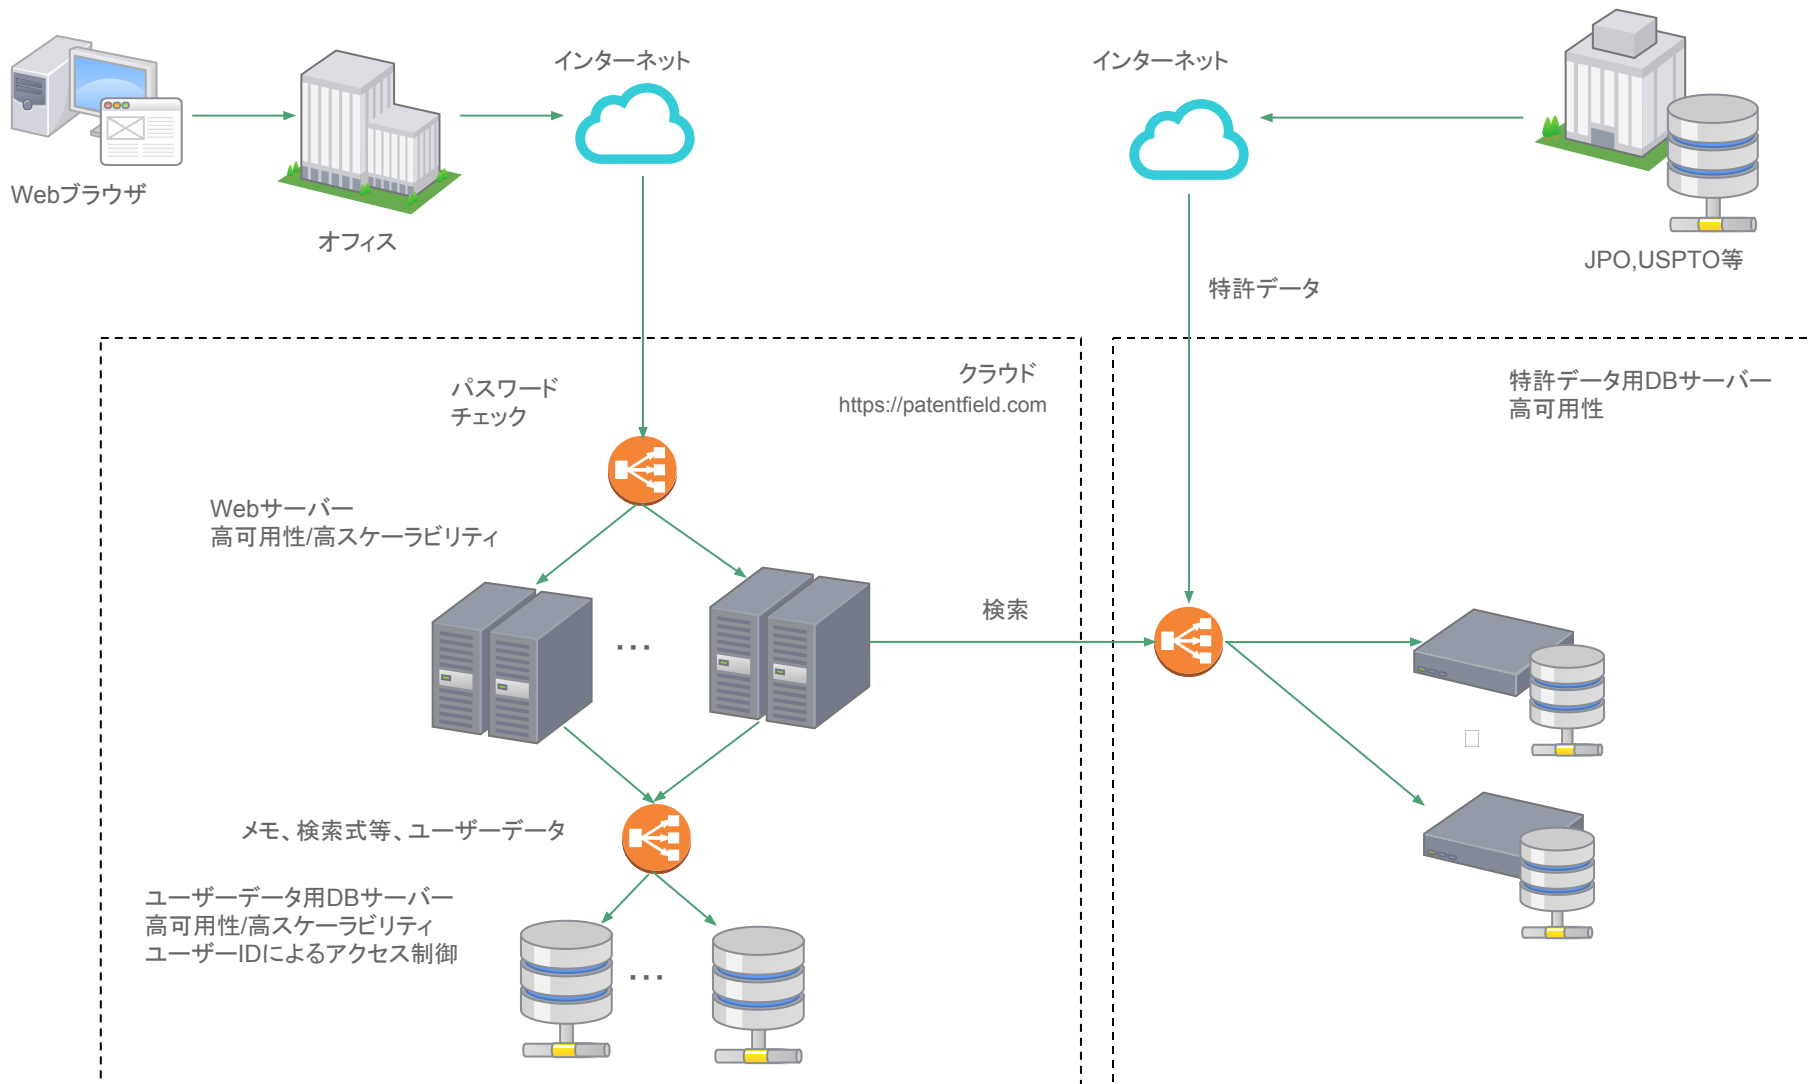 インターネット
インターネット
Webブラウザ
オフィス
JPO,USPTO等
特許データ
クラウド
https://patentfield.com
パスワード
チェック
特許データ用DBサーバー
高可用性
Webサーバー
高可用性/高スケーラビリティ
検索
...
メモ、検索式等、ユーザーデータ
ユーザーデータ用DBサーバー
高可用性/高スケーラビリティ
ユーザーIDによるアクセス制御
...